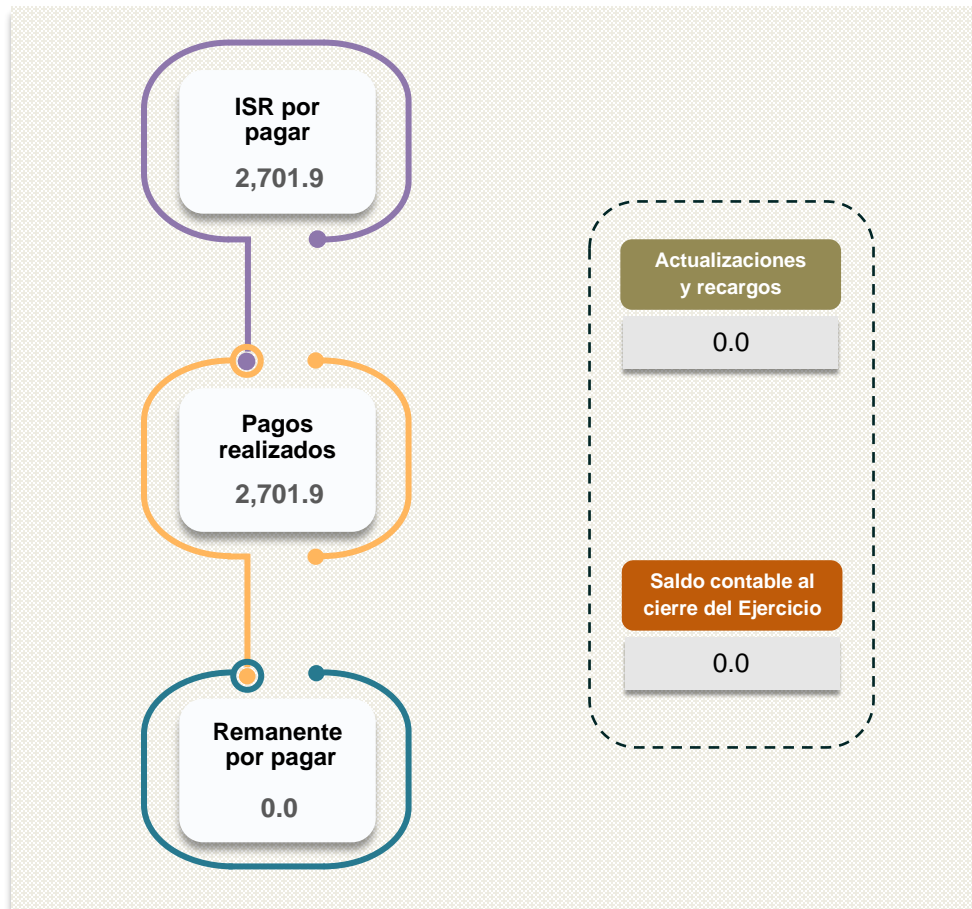 ISR por
pagar
2,701.9
Pagos
realizados
2,701.9
Remanente
por pagar
0.0
Actualizaciones
y recargos
0.0
Saldo contable al
cierre del Ejercicio
0.0